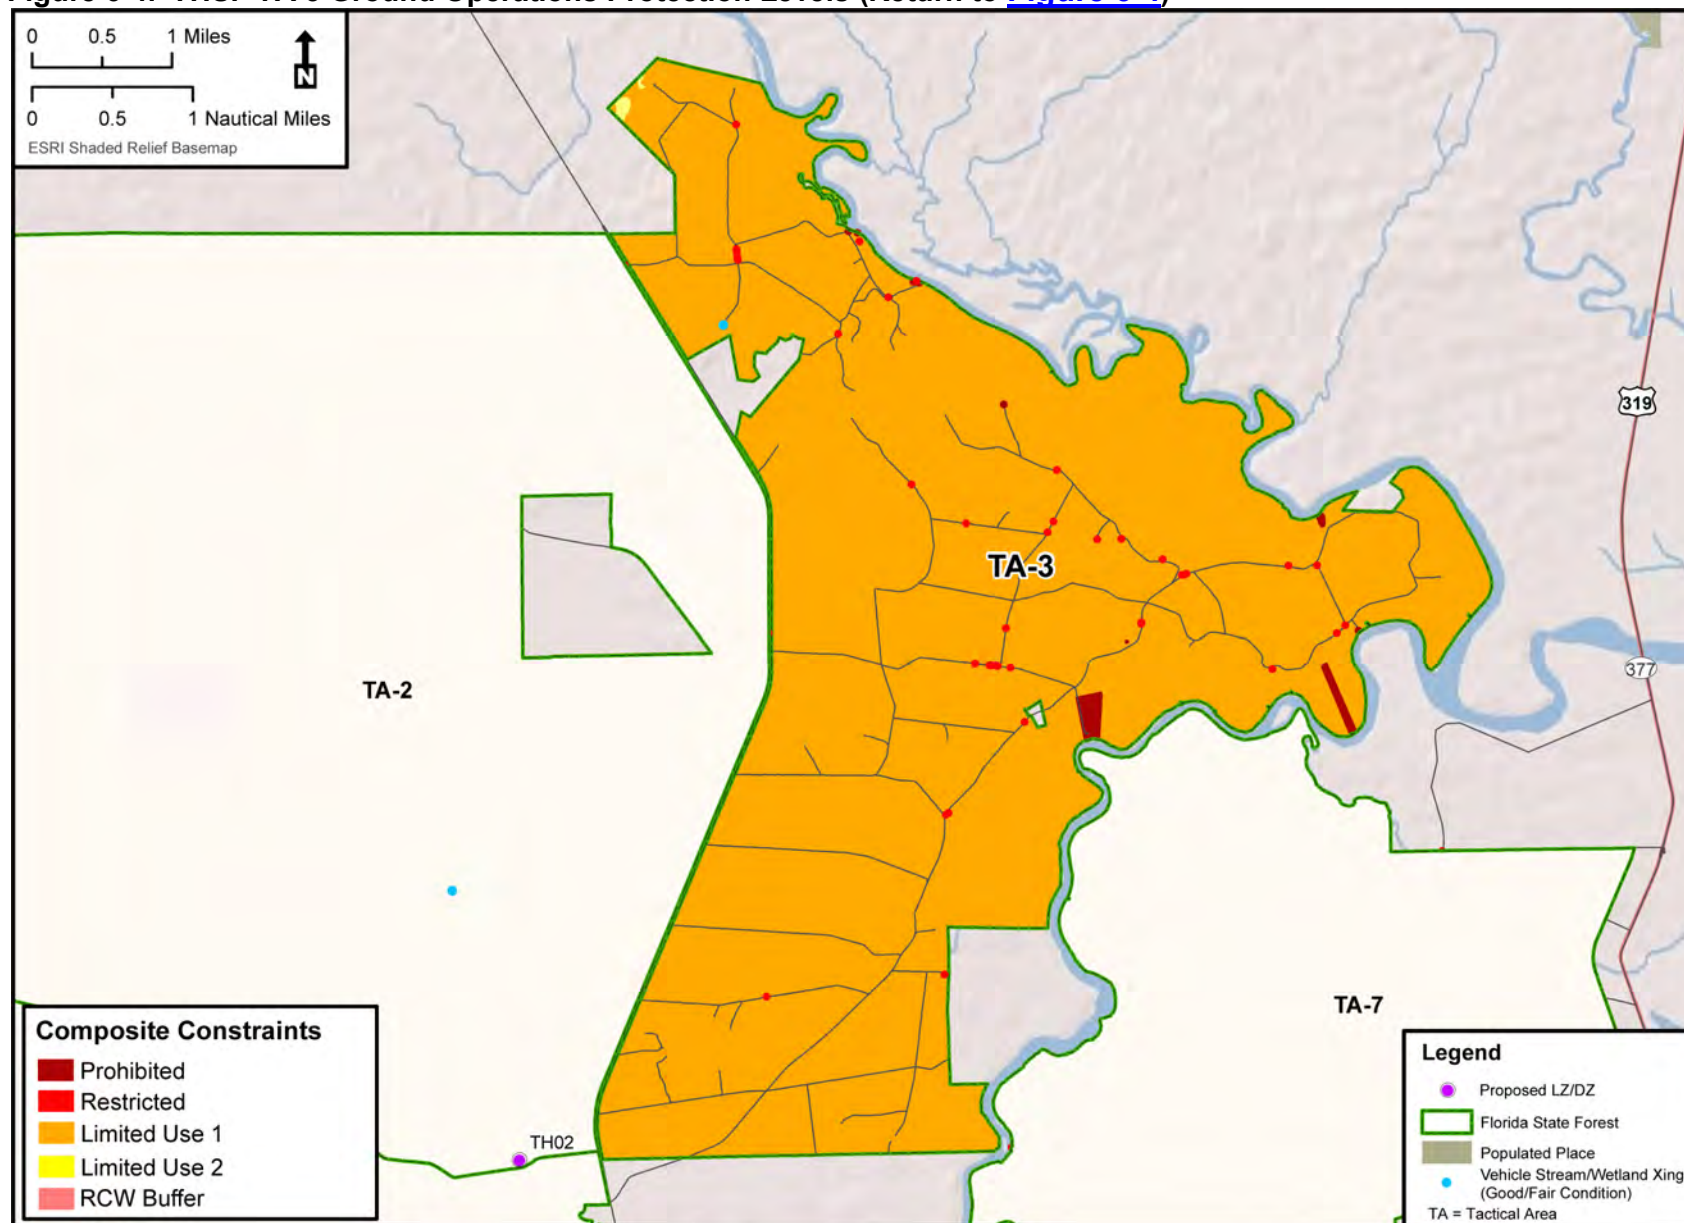 0 0.5 1 Miles
N
0 0.5 1 Nautical Miles
ESRI Shaded Relief Basemap
319
TA-3
377
TA-2
TA-7
TH02
Composite Constraints
Prohibited
Restricted
Limited Use 1
Limited Use 2
RCW Buffer
Legend
Proposed LZ/DZ
Florida State Forest
Populated Place
Vehicle Stream/Wetland Xing
(Good/Fair Condition)
TA = Tactical Area